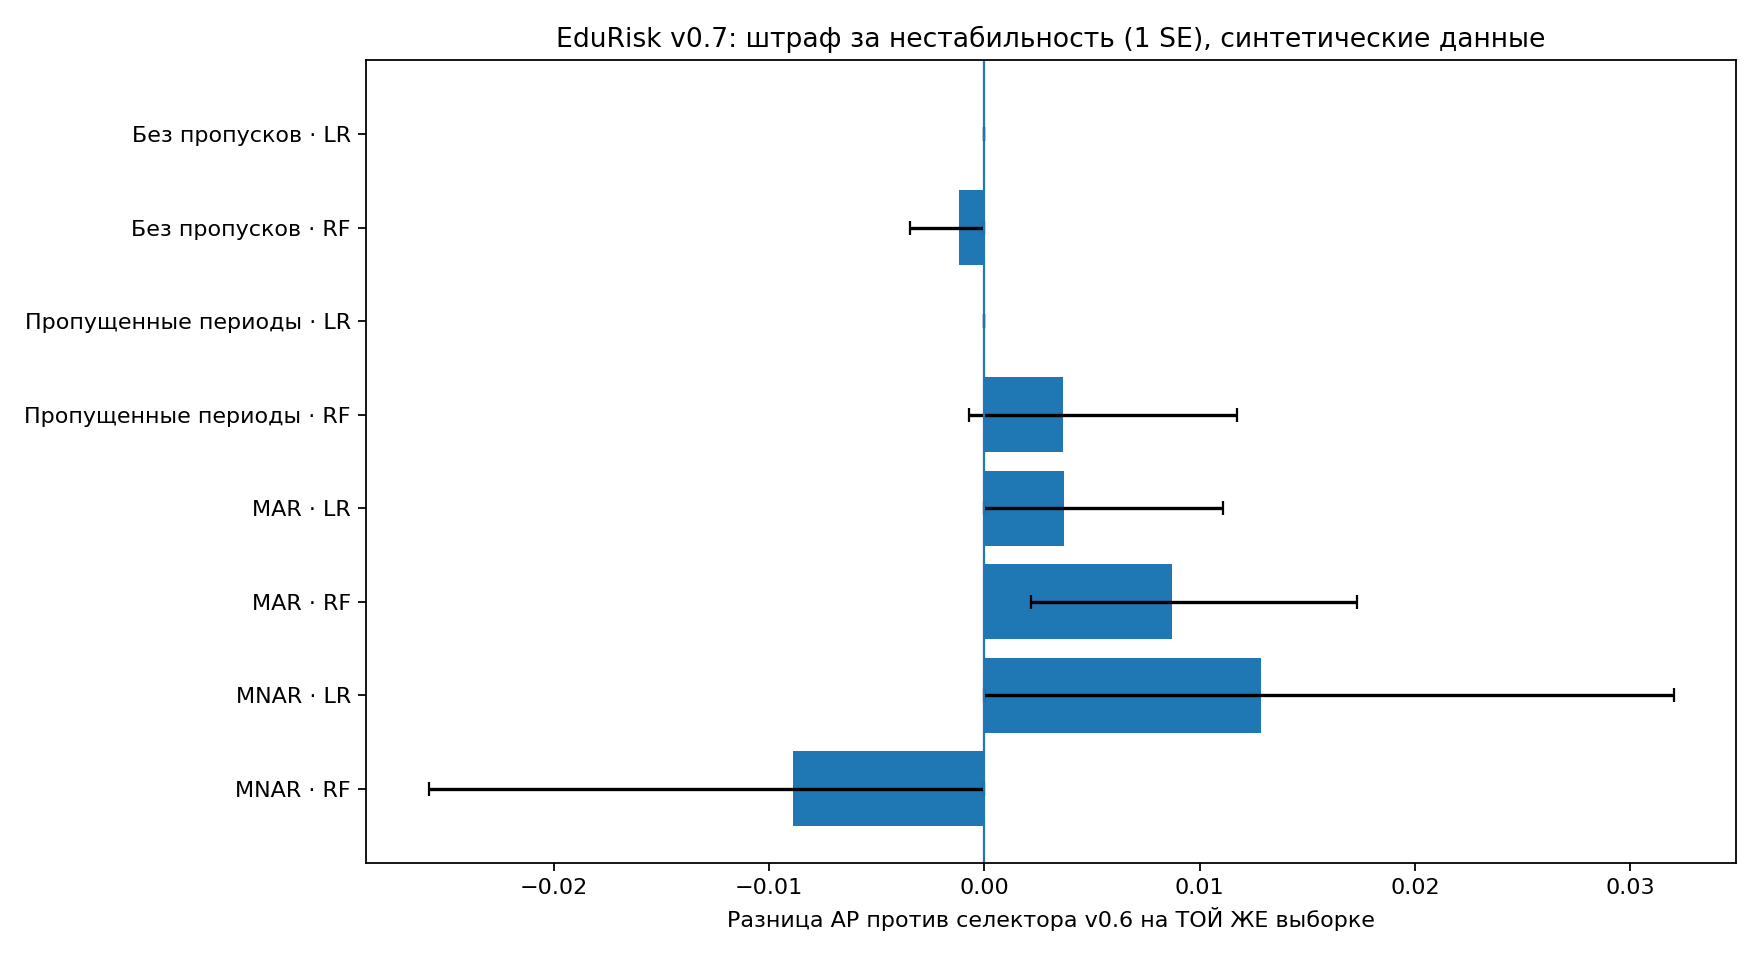 EduRisk v0.7: штраф за нестабильность (1 SE), синтетические данные
Без пропусков · LR
Без пропусков · RF
Пропущенные периоды · LR
Пропущенные периоды · RF
MAR · LR
MAR · RF
MNAR · LR
MNAR · RF
−0.02 −0.01 0.00 0.01 0.02 0.03
Разница AP против селектора v0.6 на ТОЙ ЖЕ выборке